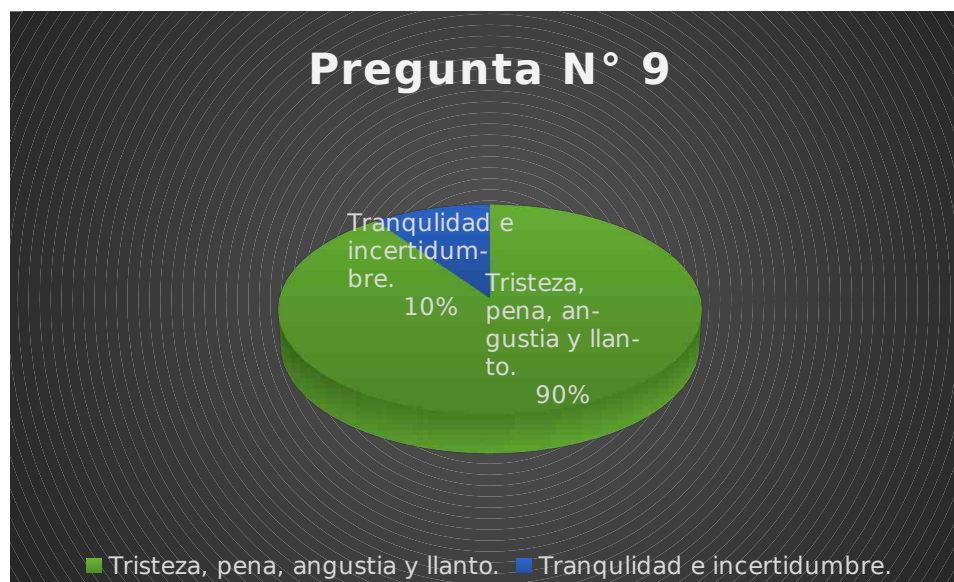 Pregunta N° 9
Tranqulidad e
incertidum-
bre.
10%
Tristeza,
pena, an-
gustia y llan-
to.
90%
Tristeza, pena, angustia y llanto. Tranqulidad e incertidumbre.